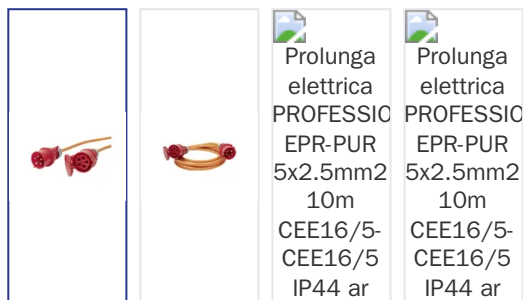 Prolunga
elettrica
PROFESSIO
EPR-PUR
5x2.5mm2
10m
CEE16/5-
CEE16/5
IP44 ar
Prolunga
elettrica
PROFESSIO
EPR-PUR
5x2.5mm2
10m
CEE16/5-
CEE16/5
IP44 ar